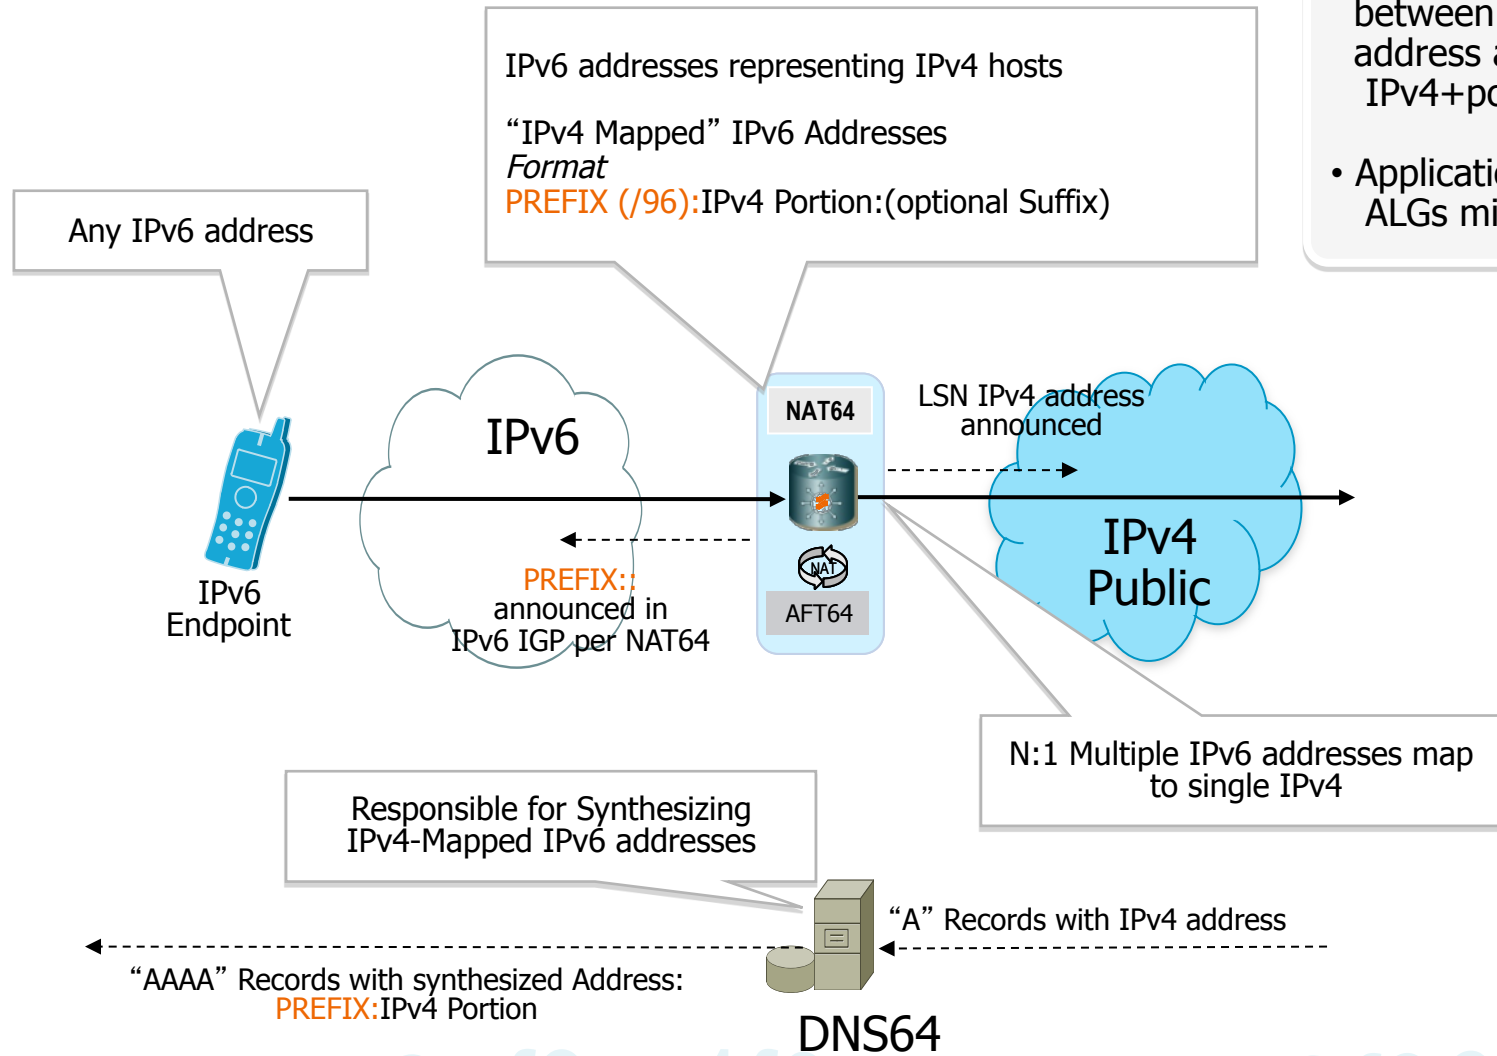 between
address a
IPv4+po
• Applicatio
ALGs mi
IPv6 addresses representing IPv4 hosts
“IPv4 Mapped” IPv6 Addresses
Format
PREFIX (/96):IPv4 Portion:(optional Suffix)
Any IPv6 address
IPv6
NAT64
LSN IPv4 address
announced
NAT
AFT64
PREFIX::
announced in
IPv6 IGP per NAT64
IPv6
Endpoint
IPv4
Public
N:1 Multiple IPv6 addresses map
to single IPv4
Responsible for Synthesizing
IPv4-Mapped IPv6 addresses
“A” Records with IPv4 address
“AAAA” Records with synthesized Address:
PREFIX:IPv4 Portion
DNS64